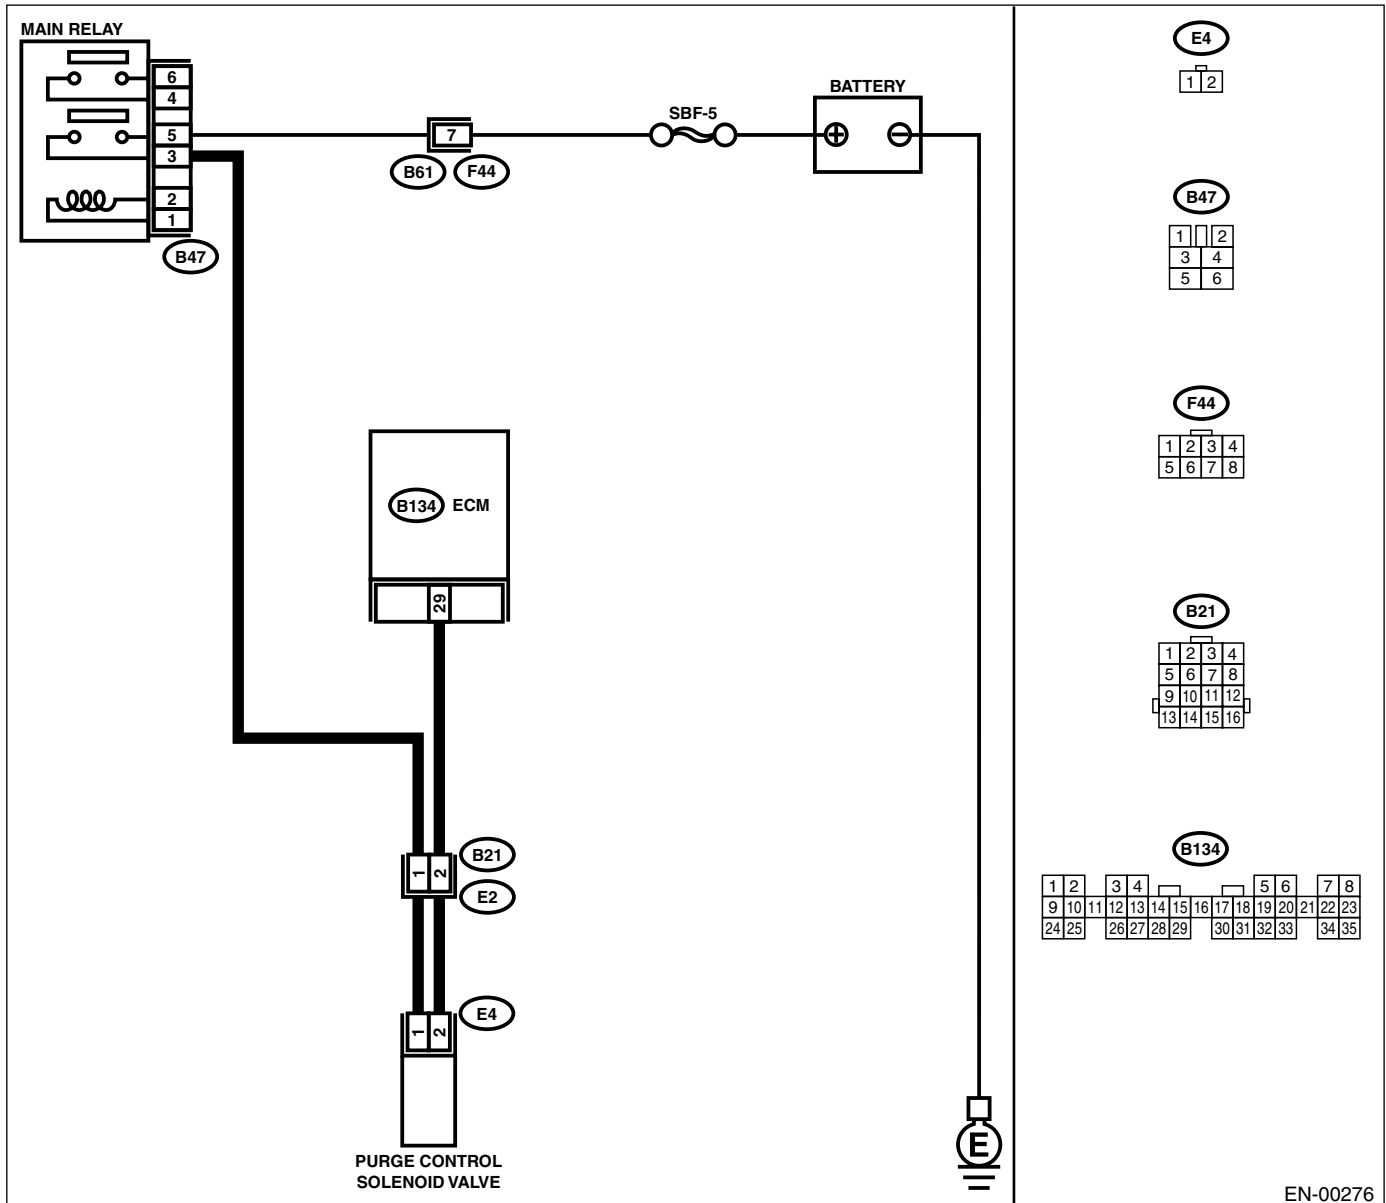 MAIN RELAY
6
4
5
3
2
1
B47
7
B61
F44
SBF-5
BATTERY
B134
ECM
29
B21
1
2
E2
E4
1
2
PURGE CONTROL
SOLENOID VALVE
E
E4
1 2
B47
1 2
3 4
5 6
F44
1 2 3 4
5 6 7 8
B21
1 2 3 4
5 6 7 8
9 10 11 12
13 14 15 16
B134
1 2 3 4 5 6 7 8
9 10 11 12 13 14 15 16 17 18 19 20 21 22 23
24 25 26 27 28 29 30 31 32 33 34 35
EN-00276